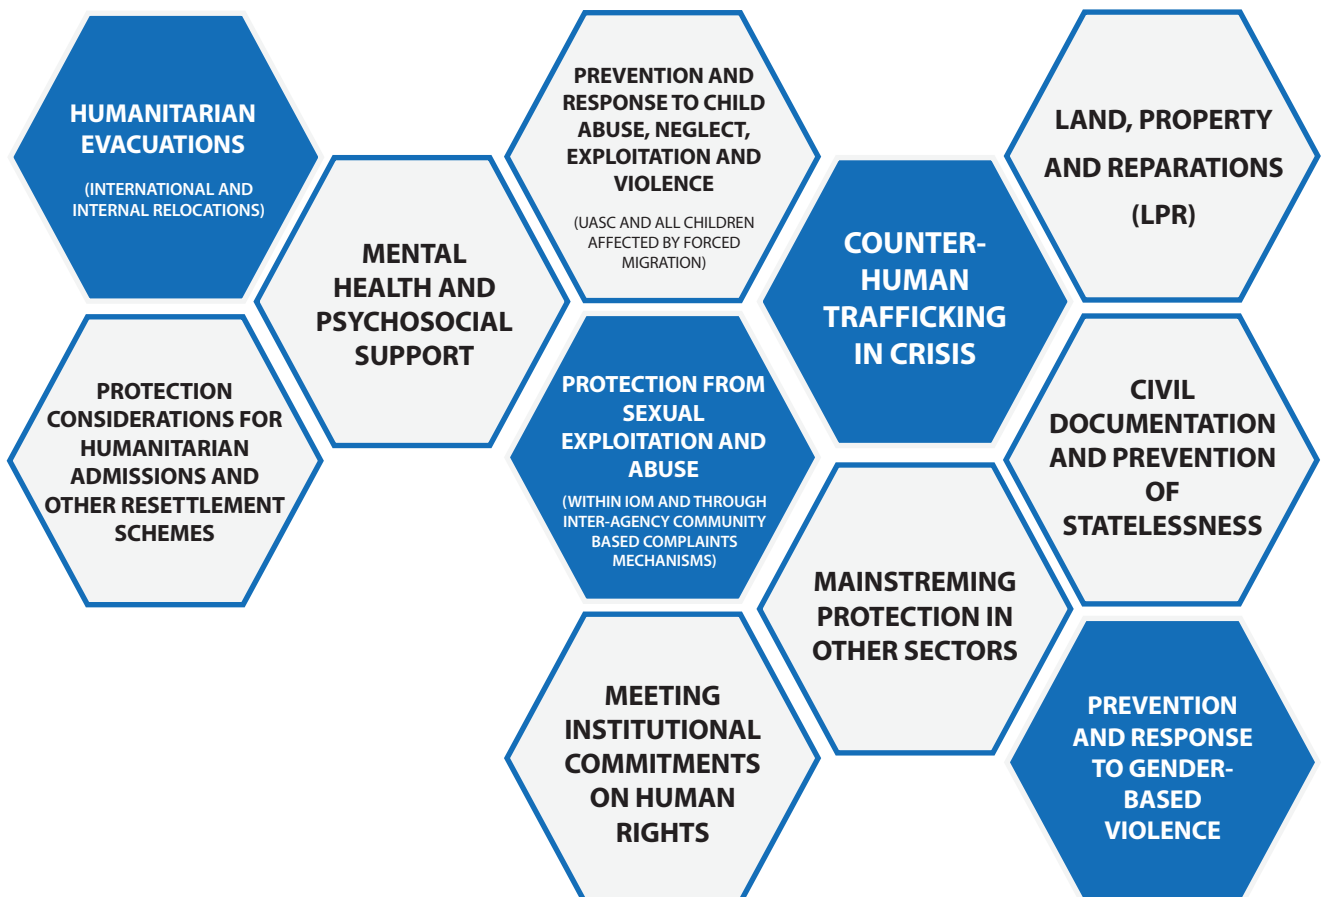 HUMANITARIAN
EVACUATIONS
(INTERNATIONAL AND
INTERNAL RELOCATIONS)
PROTECTION
CONSIDERATIONS FOR
HUMANITARIAN
ADMISSIONS AND
OTHER RESETTLEMENT
SCHEMES
MENTAL
HEALTH AND
PSYCHOSOCIAL
SUPPORT
PREVENTION AND
RESPONSE TO CHILD
ABUSE, NEGLECT,
EXPLOITATION AND
VIOLENCE
(UASC AND ALL CHILDREN
AFFECTED BY FORCED
MIGRATION)
PROTECTION FROM
SEXUAL
EXPLOITATION AND
ABUSE
(WITHIN IOM AND THROUGH
INTER-AGENCY COMMUNITY
BASED COMPLAINTS
MECHANISMS)
MEETING
INSTITUTIONAL
COMMITMENTS
ON HUMAN
RIGHTS
COUNTER-
HUMAN
TRAFFICKING
IN CRISIS
MAINSTREMING
PROTECTION IN
OTHER SECTORS
LAND, PROPERTY
AND REPARATIONS
(LPR)
CIVIL
DOCUMENTATION
AND PREVENTION
OF
STATELESSNESS
PREVENTION
AND RESPONSE
TO GENDER-
BASED
VIOLENCE